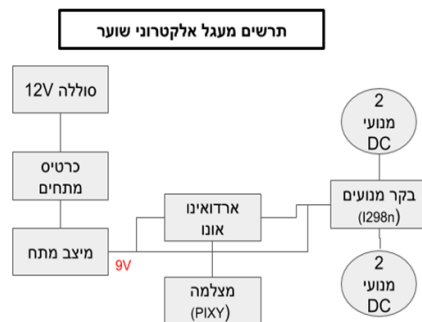 תרשים מעגל אלקטרוני שוער
סוללה 12V
כרטיס
מתחים
מיצב מתח
9V
ארדואינו
אונו
מצלמה
(PIXY)
2
מנועי
DC
בקר מנועים
(l298n)
2
מנועי
DC